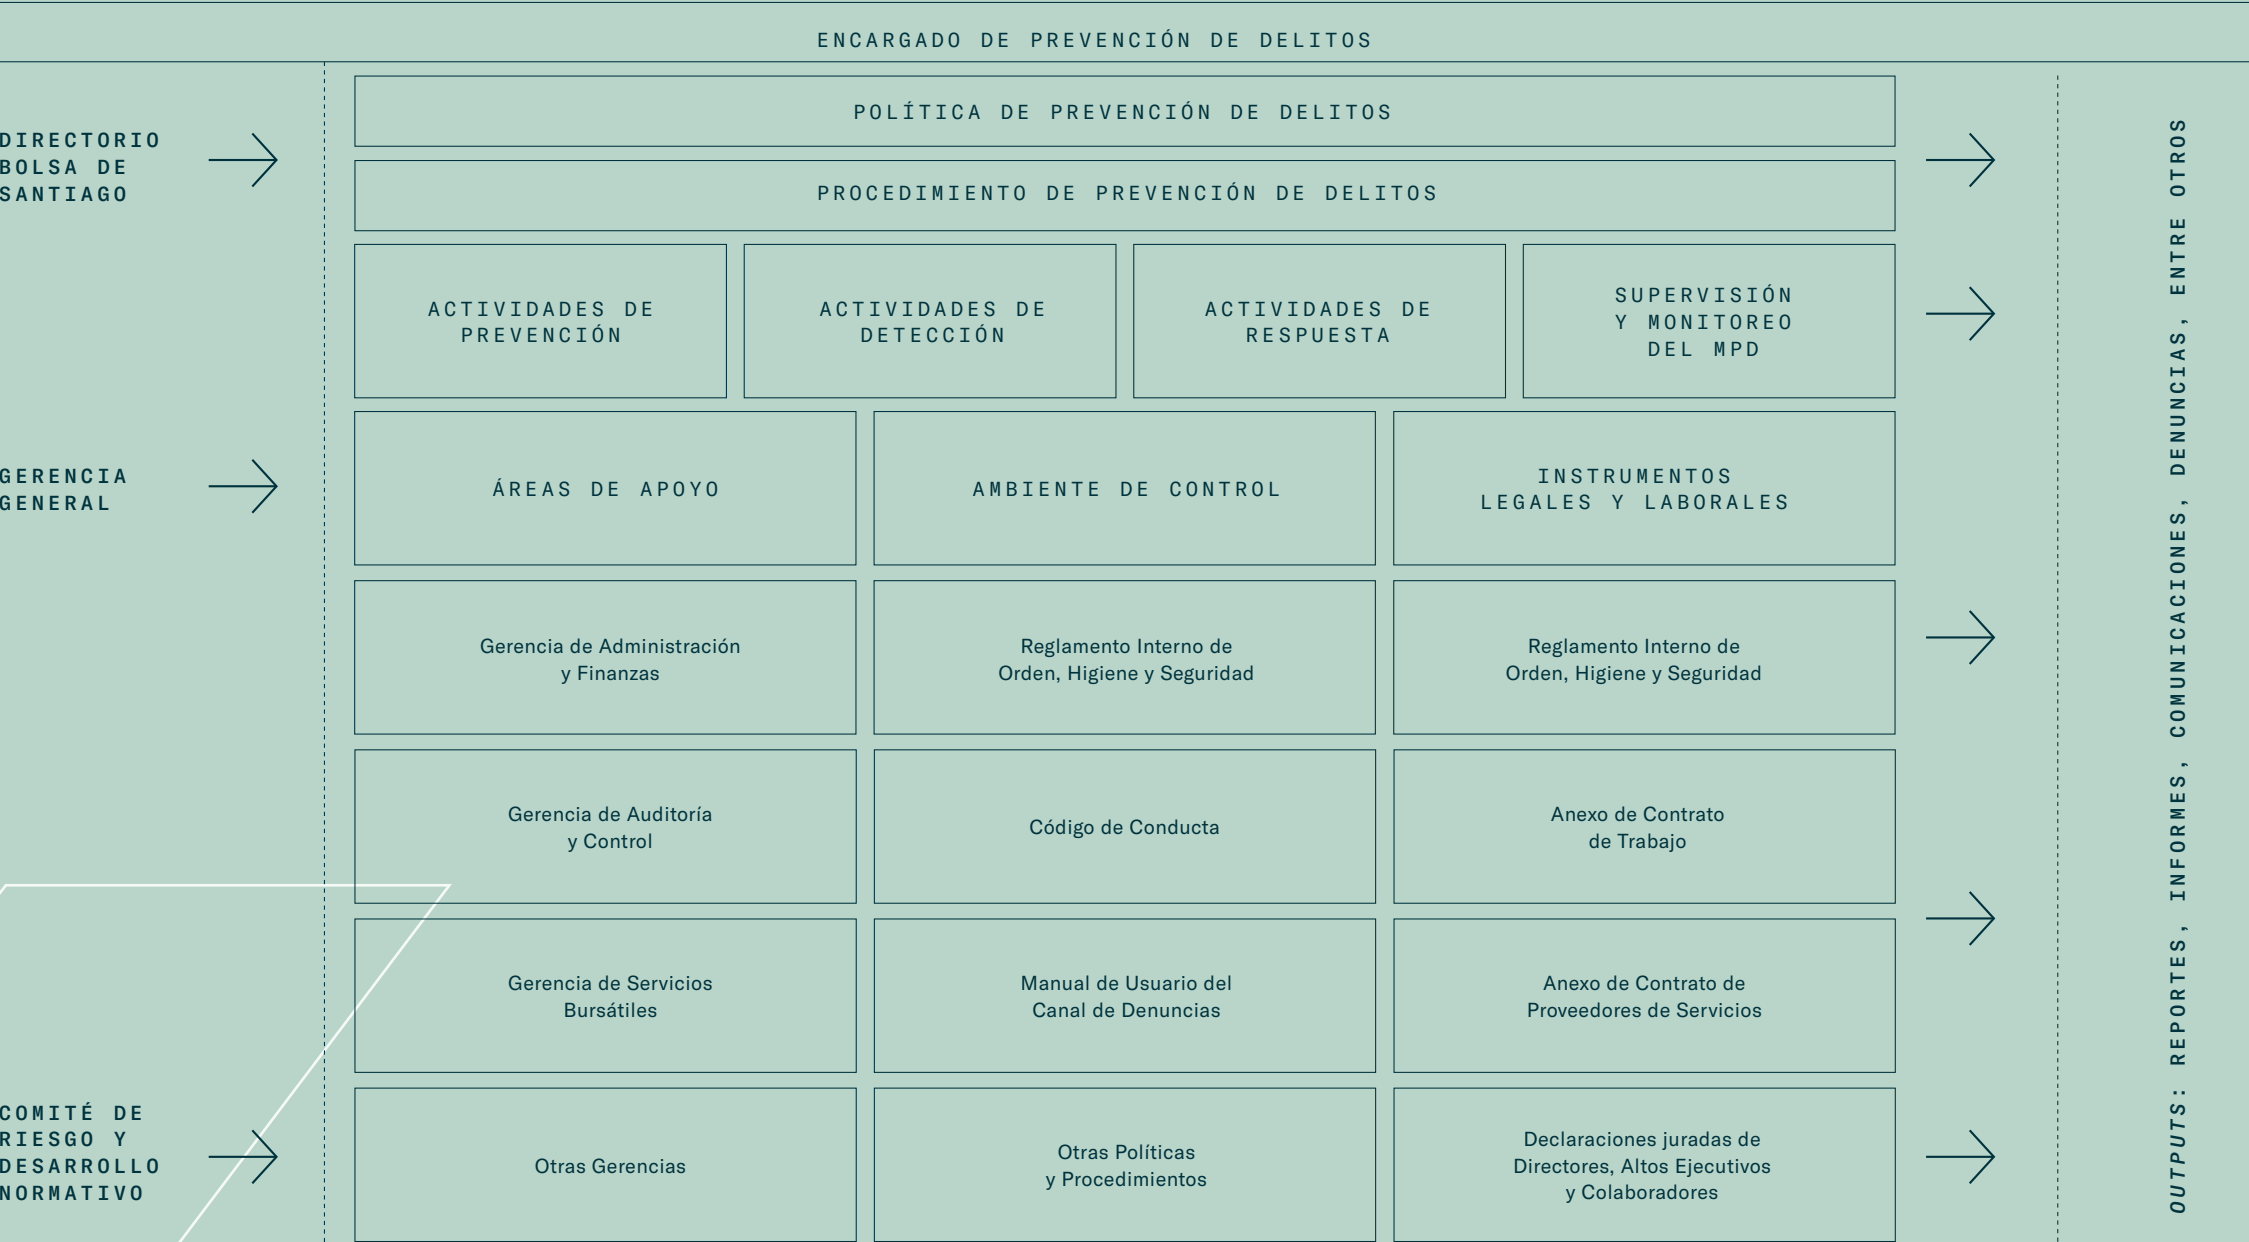 ENCARGADO DE PREVENCIÓN DE DELITOS
DIRECTORIO
BOLSA DE
SANTIAGO
GERENCIA
GENERAL
COMITÉ DE
RIESGO Y
DESARROLLO
NORMATIVO
POLÍTICA DE PREVENCIÓN DE DELITOS
PROCEDIMIENTO DE PREVENCIÓN DE DELITOS
ACTIVIDADES DE
PREVENCIÓN
ACTIVIDADES DE
DETECCIÓN
ACTIVIDADES DE
RESPUESTA
SUPERVISIÓN
Y MONITOREO
DEL MPD
ÁREAS DE APOYO
AMBIENTE DE CONTROL
INSTRUMENTOS
LEGALES Y LABORALES
Gerencia de Administración
y Finanzas
Reglamento Interno de
Orden, Higiene y Seguridad
Reglamento Interno de
Orden, Higiene y Seguridad
Gerencia de Auditoría
y Control
Código de Conducta
Anexo de Contrato
de Trabajo
Gerencia de Servicios
Bursátiles
Manual de Usuario del
Canal de Denuncias
Anexo de Contrato de
Proveedores de Servicios
Otras Gerencias
Otras Políticas
y Procedimientos
Declaraciones juradas de
Directores, Altos Ejecutivos
y Colaboradores
OUTPUTS: REPORTES, INFORMES, COMUNICACIONES, DENUNCIAS, ENTRE OTROS